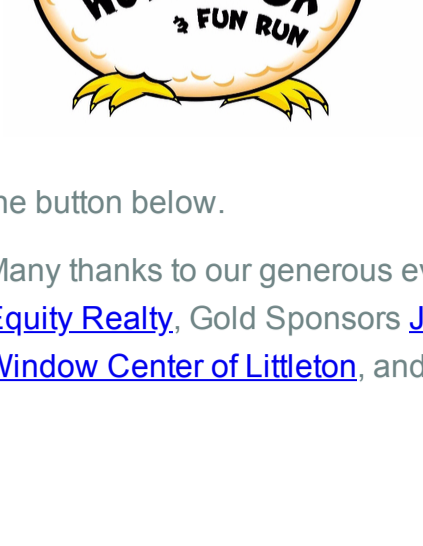 & FUN RUN
he button below.
Many thanks to our generous ev
Equity Realty, Gold Sponsors J
Window Center of Littleton, and